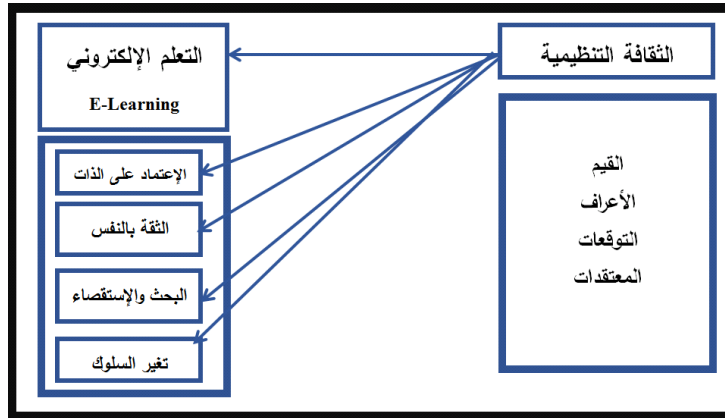 الثقافة التنظيمية
القيم
الأعراف
التوقعات
المعتقدات
التعلم الإلكتروني
E-Learning
الإعتماد على الذات
الثقة بالنفس
البحث والإستقصاء
تغير السلوك